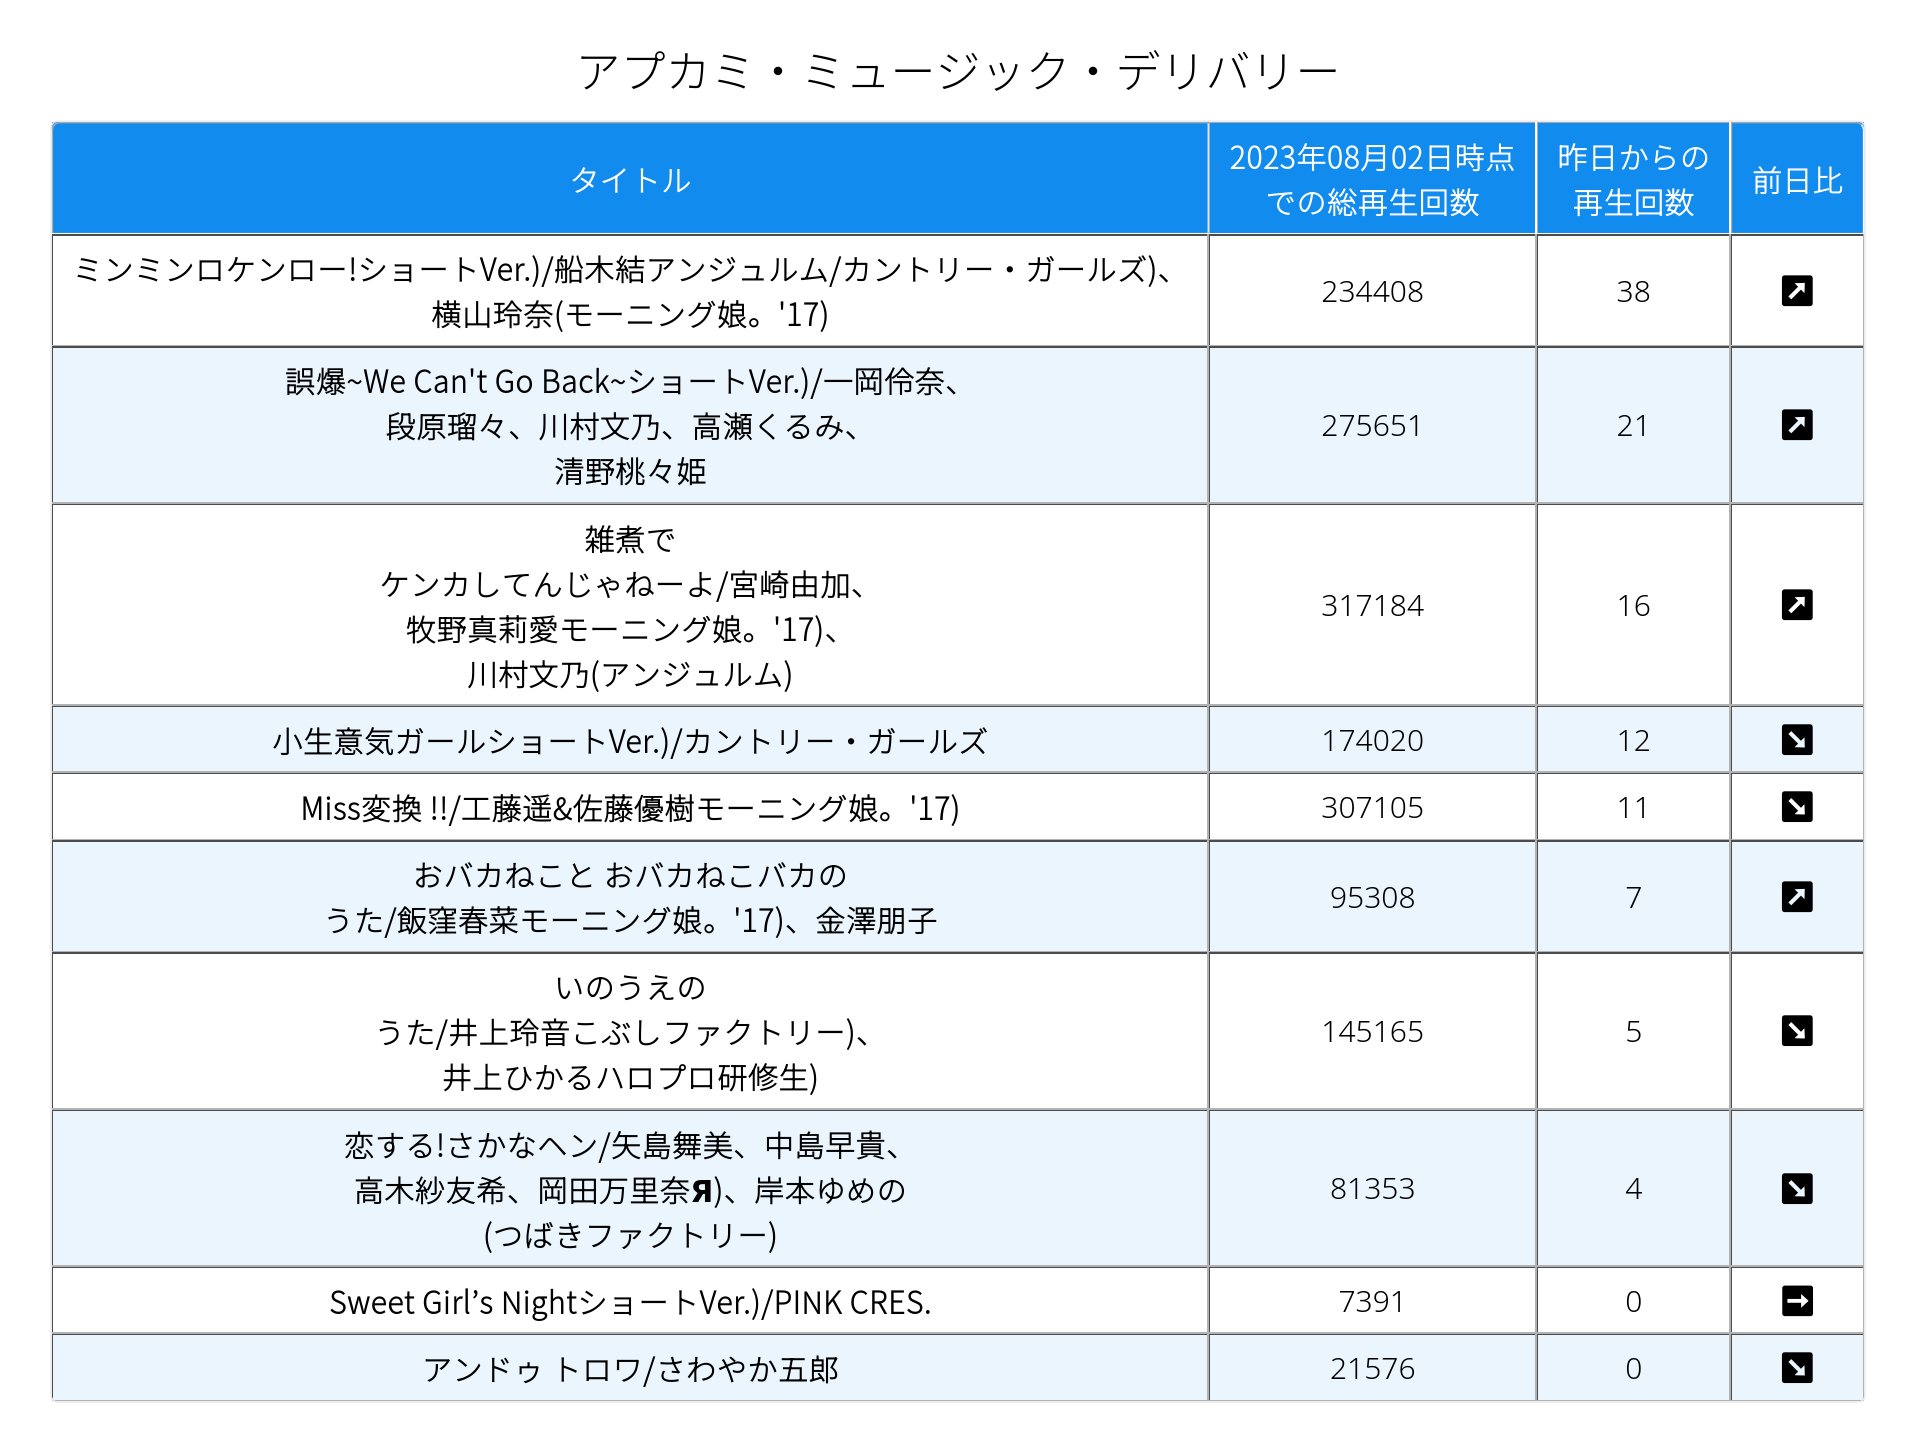 アプカミ・ミュージック・デリバリー
タイトル
2023年08月02日時点
での総再生回数
昨日からの
再生回数
前日比
ミンミンロケンロー!ショートVer.)/船木結アンジュルム/カントリー・ガールズ)、
横山玲奈(モーニング娘。'17)
234408
38
誤爆~We Can't Go Back~ショートVer.)/一岡伶奈、
段原瑠々、川村文乃、高瀬くるみ、
清野桃々姫
275651
21
雑煮で
ケンカしてんじゃねーよ/宮崎由加、
牧野真莉愛モーニング娘。'17)、
川村文乃(アンジュルム)
317184
16
小生意気ガールショートVer.)/カントリー・ガールズ
174020
12
Miss変換 !!/工藤遥&佐藤優樹モーニング娘。'17)
307105
11
おバカねこと おバカねこバカの
うた/飯窪春菜モーニング娘。'17)、金澤朋子
95308
7
いのうえの
うた/井上玲音こぶしファクトリー)、
井上ひかるハロプロ研修生)
145165
5
恋する!さかなヘン/矢島舞美、中島早貴、
高木紗友希、岡田万里奈Я)、岸本ゆめの
(つばきファクトリー)
81353
4
Sweet Girl’s NightショートVer.)/PINK CRES.
7391
0
アンドゥ トロワ/さわやか五郎
21576
0